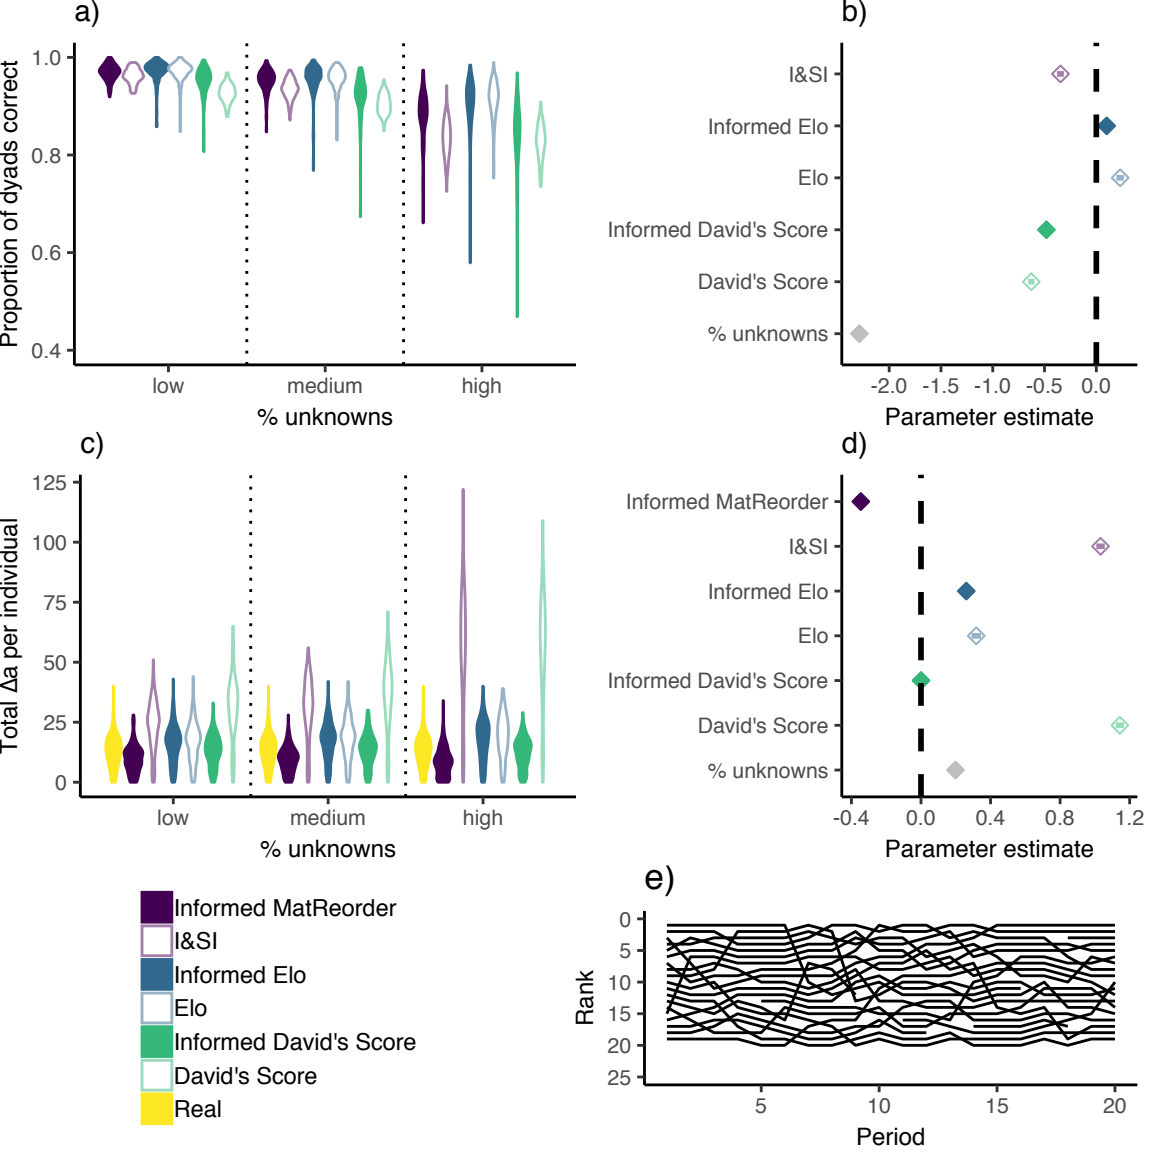 a)
Proportion of dyads correct
1.0
0.8
0.6
0.4
low medium high
% unknowns
b)
I&SI
Informed Elo
Elo
Informed David's Score
David's Score
% unknowns
-2.0 -1.5 -1.0 -0.5 0.0
Parameter estimate
c)
Total Δa per individual
125
100
75
50
25
0
low medium high
% unknowns
d)
Informed MatReorder
I&SI
Informed Elo
Elo
Informed David's Score
David's Score
% unknowns
-0.4 0.0 0.4 0.8 1.2
Parameter estimate
Informed MatReorder
I&SI
Informed Elo
Elo
Informed David's Score
David's Score
Real
e)
Rank
0
5
10
15
20
25
5 10 15 20
Period